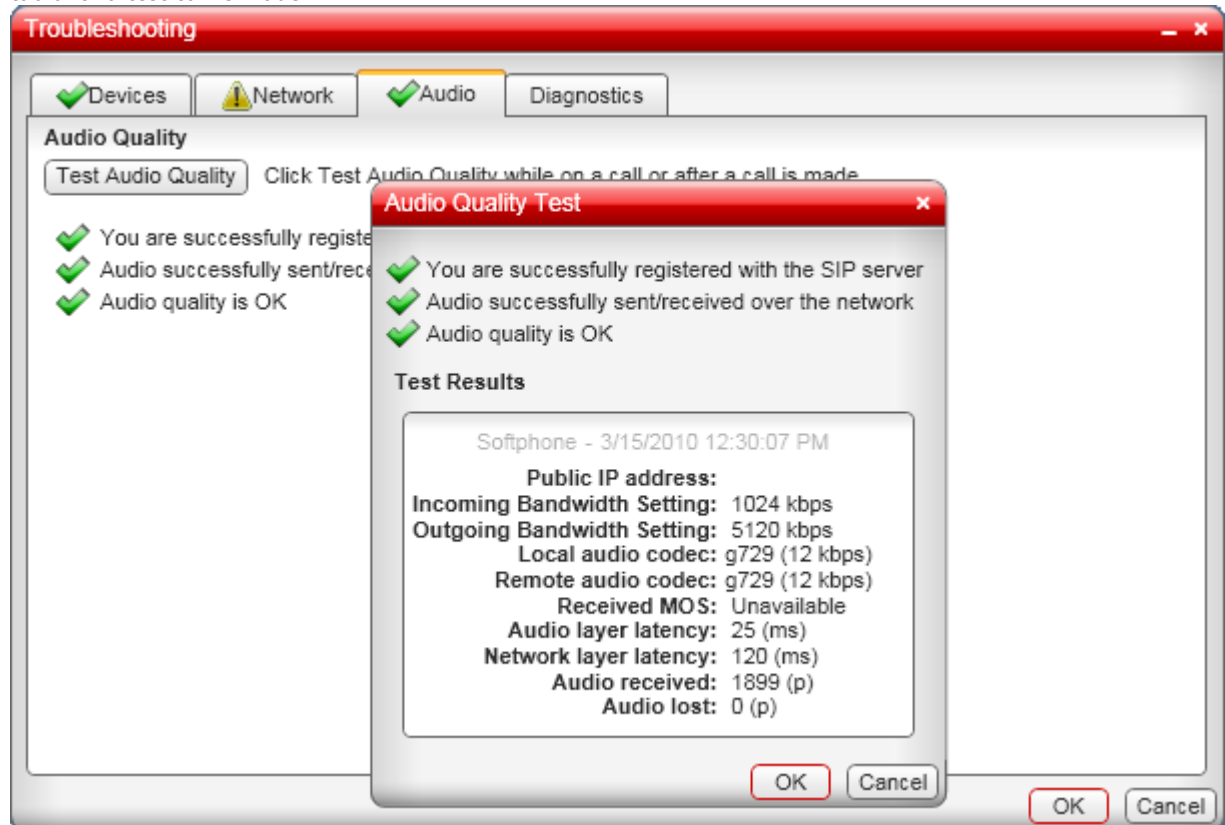 Troubleshooting
Devices
Network
Audio
Diagnostics
Audio Quality
Test Audio Quality
Click Test Audio Quality while on a call or after a call is made
You are successfully registe
Audio successfully sent/rece
Audio quality is OK
Audio Quality Test
You are successfully registered with the SIP server
Audio successfully sent/received over the network
Audio quality is OK
Test Results
Softphone - 3/15/2010 12:30:07 PM
Public IP address:
Incoming Bandwidth Setting: 1024 kbps
Outgoing Bandwidth Setting: 5120 kbps
Local audio codec: g729 (12 kbps)
Remote audio codec: g729 (12 kbps)
Received MOS: Unavailable
Audio layer latency: 25 (ms)
Network layer latency: 120 (ms)
Audio received: 1899 (p)
Audio lost: 0 (p)
OK
Cancel
OK
Cancel